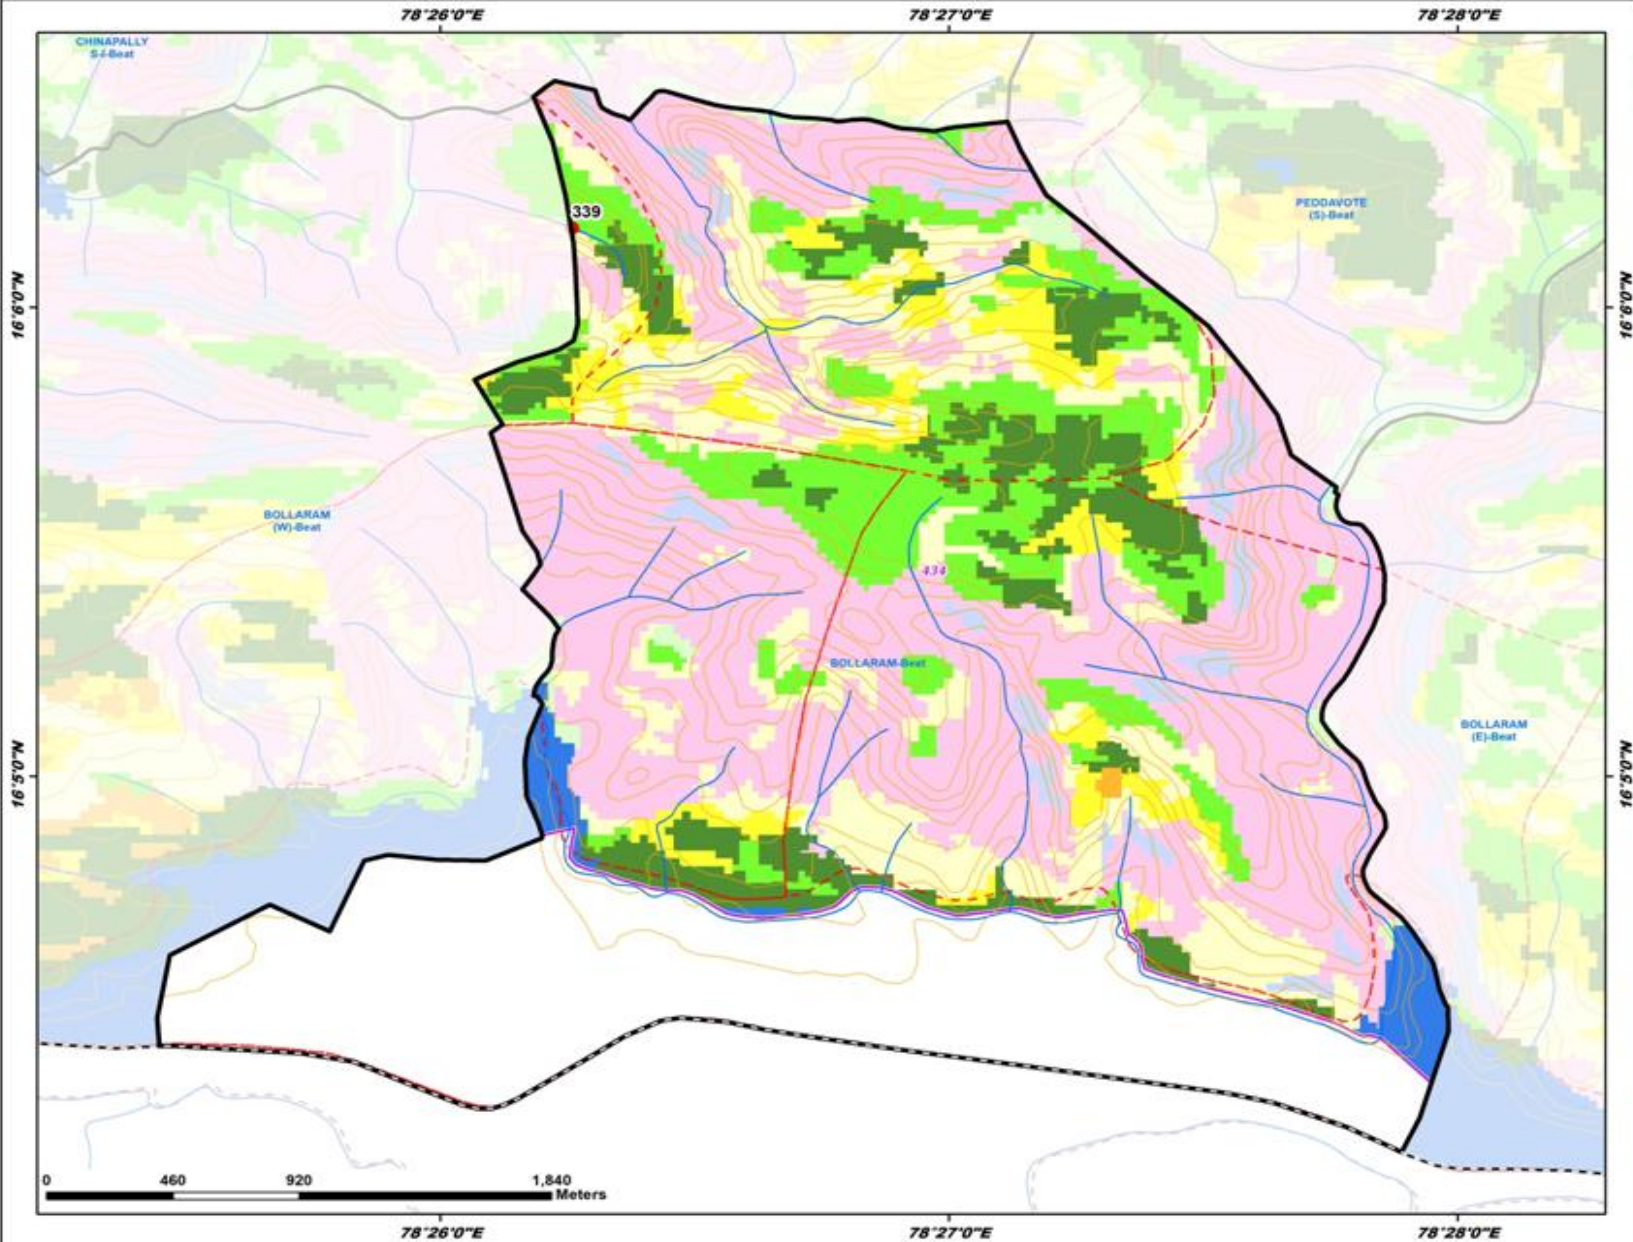 78°26'0"E 78°27'0"E 78°28'0"E
CHINAPALLY
S-I-Beat
PEDDAVOTE
(S)-Beat
339
16°6'0"N 16°6'0"N
BOLLARAM
(W)-Beat
434
BOLLARAM-Beat
BOLLARAM
(E)-Beat
16°5'0"N 16°5'0"N
0 460 920 1,840
Meters
78°26'0"E 78°27'0"E 78°28'0"E